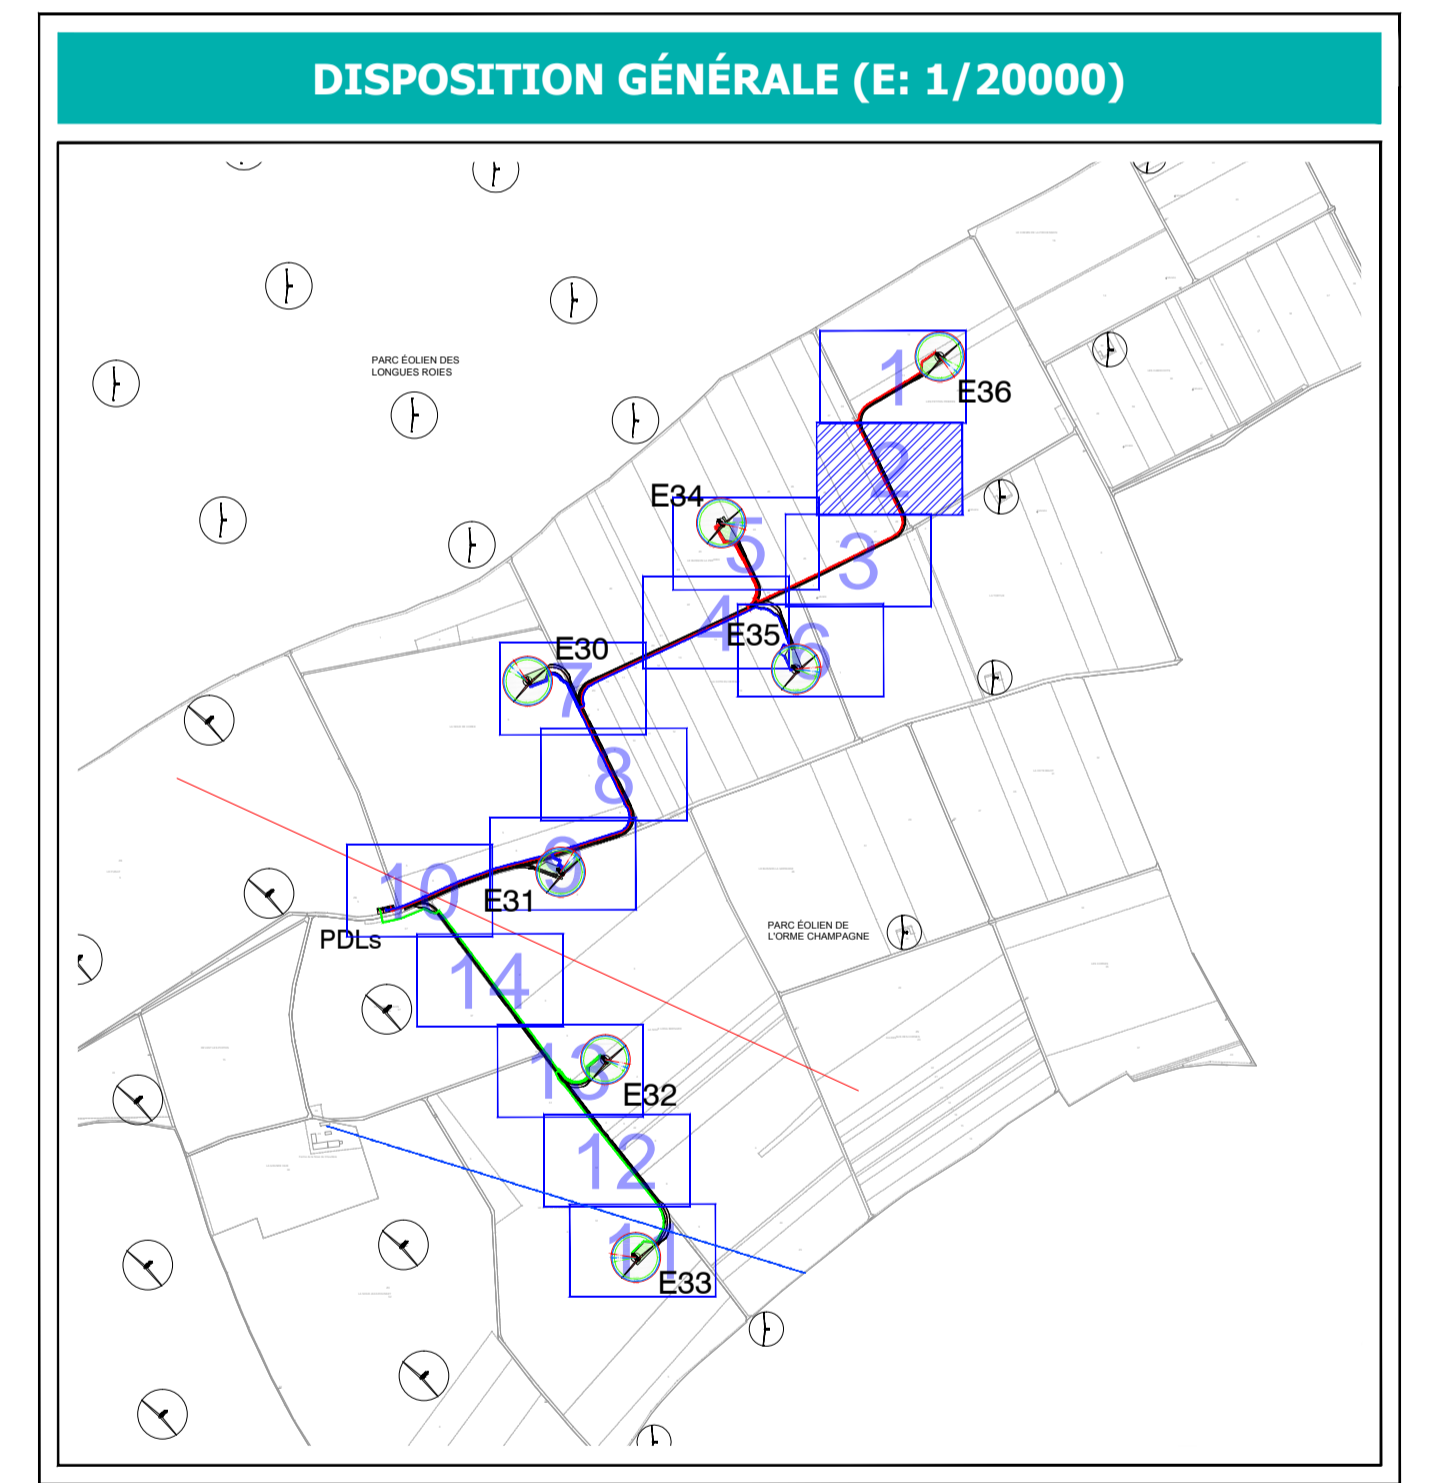 DISPOSITION GÉNÉRALE (E: 1/20000)
PARC ÉOLIEN DES
LONGUES ROIES
1
E36
2
E34
5
3
4
E35
6
E30
7
8
9
10
E31
PDLs
PARC ÉOLIEN DE
L'ORME CHAMPAGNE
14
13
E32
12
11
E33